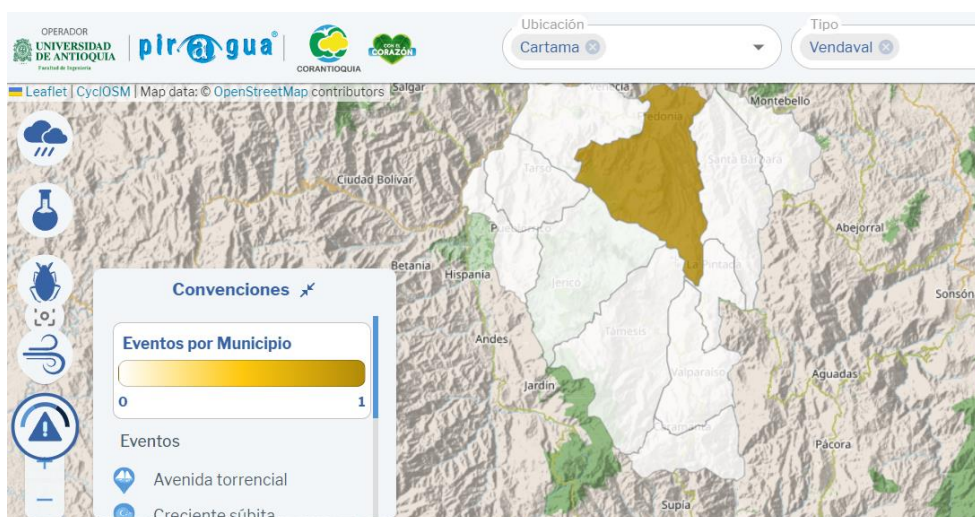 OPERADOR
UNIVERSIDAD
DE ANTIOQUIA
Facultad de Ingeniería
piragua
CORANTIOQUIA
CON EL
CORAZÓN
Ubicación
Cartama
Tipo
Vendaval
Leaflet | CyclOSM | Map data: © OpenStreetMap contributors
Salgar
Venecia
Fredonia
Montebello
Santa Bárbara
Tarso
Ciudad Bolívar
Abejorral
Betania
Hispania
La Pintada
Jericó
Sonsón
Andes
Támesis
Valparaíso
Aguadas
Jardín
Caramanta
Pácora
Supía
Convenciones
Eventos por Municipio
0
1
Eventos
Avenida torrencial
Creciente súbita